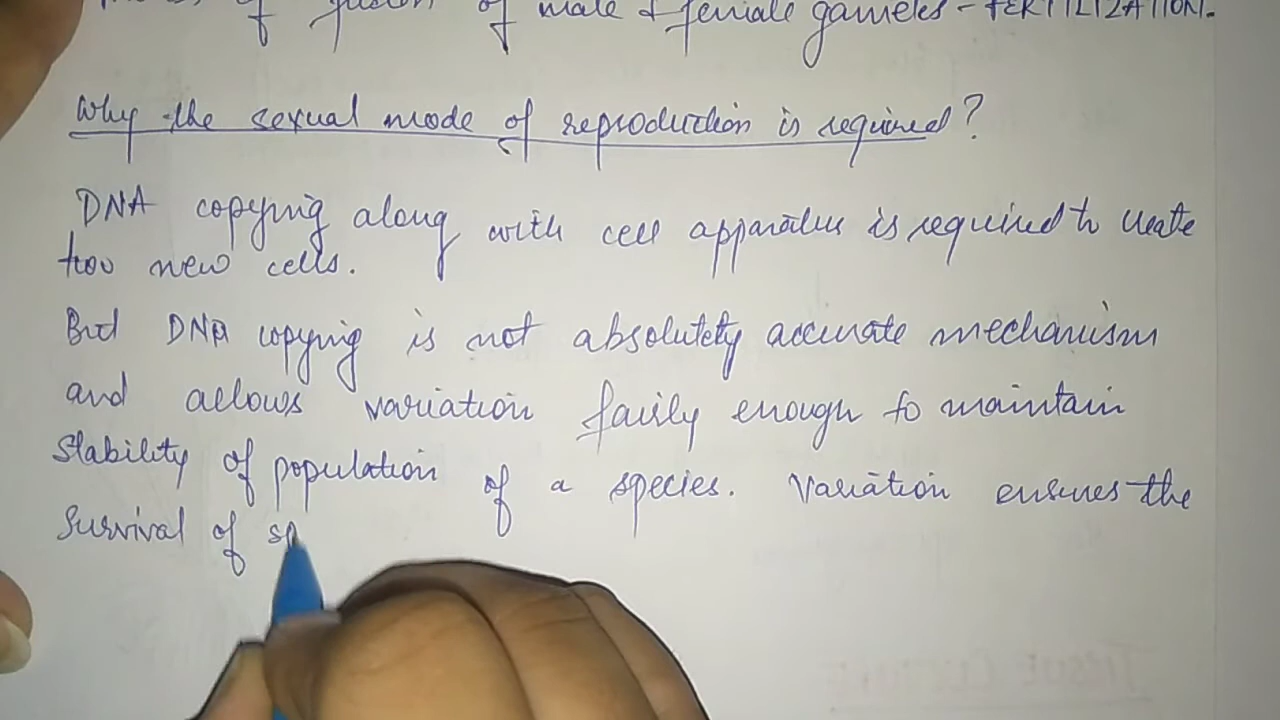 of fusion of male & female gametes - FERTILIZATION.
Why the sexual mode of reproduction is required?
DNA copying along with cell apparatus is required to create
two new cells.
But DNA copying is not absolutely accurate mechanism
and allows variation fairly enough to maintain
stability of population of a species. Variation ensures the
survival of sp